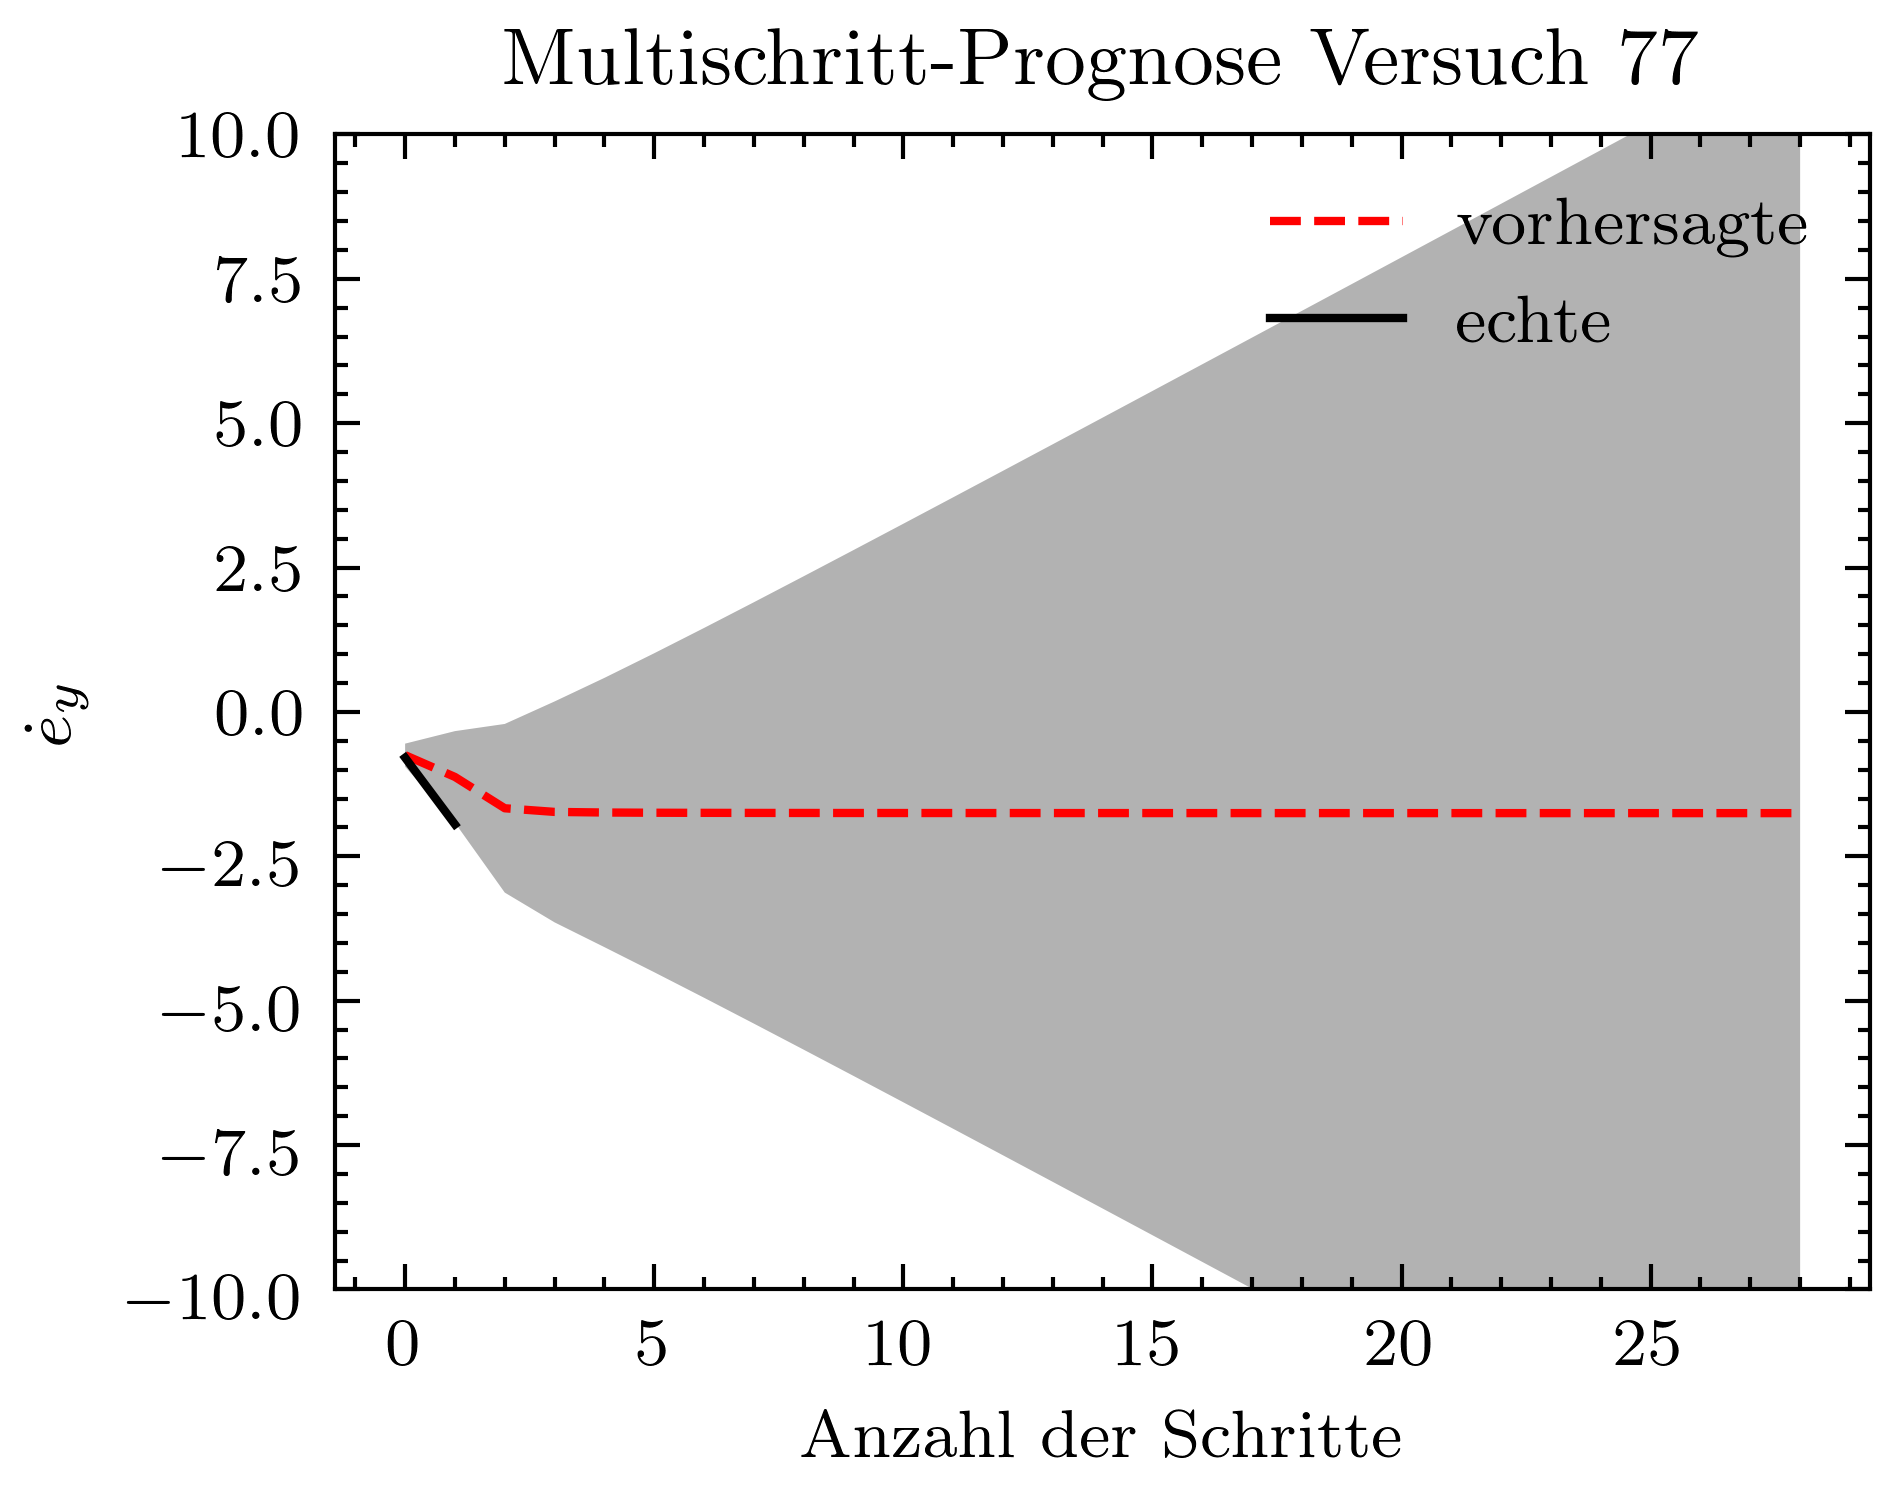 Multischritt-Prognose Versuch 77
10.0
7.5
5.0
2.5
0.0
−2.5
−5.0
−7.5
−10.0
ė_y
vorhersagte
echte
0 5 10 15 20 25
Anzahl der Schritte